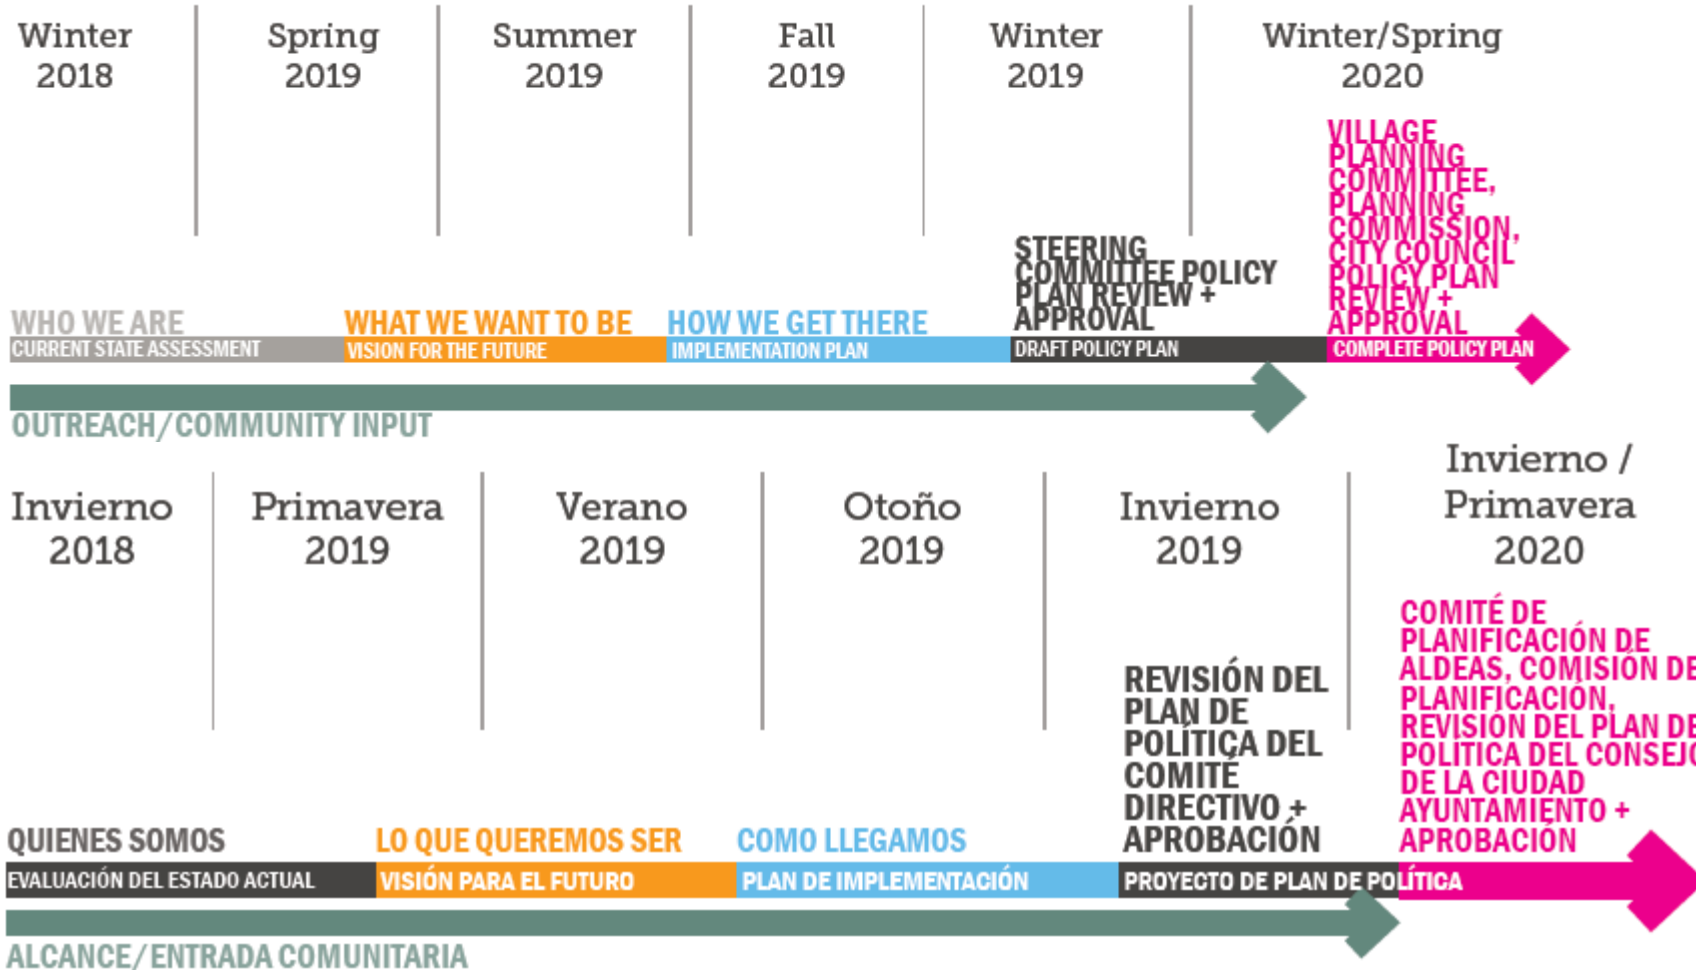 Winter
2018
Spring
2019
Summer
2019
Fall
2019
Winter
2019
Winter/Spring
2020
WHO WE ARE
CURRENT STATE ASSESSMENT
WHAT WE WANT TO BE
VISION FOR THE FUTURE
HOW WE GET THERE
IMPLEMENTATION PLAN
STEERING
COMMITTEE POLICY
PLAN REVIEW +
APPROVAL
DRAFT POLICY PLAN
VILLAGE
PLANNING
COMMITTEE,
PLANNING
COMMISSION,
CITY COUNCIL
POLICY PLAN
REVIEW +
APPROVAL
COMPLETE POLICY PLAN
OUTREACH/COMMUNITY INPUT
Invierno
2018
Primavera
2019
Verano
2019
Otoño
2019
Invierno
2019
Invierno /
Primavera
2020
QUIENES SOMOS
EVALUACIÓN DEL ESTADO ACTUAL
LO QUE QUEREMOS SER
VISIÓN PARA EL FUTURO
COMO LLEGAMOS
PLAN DE IMPLEMENTACIÓN
REVISIÓN DEL
PLAN DE
POLÍTICA DEL
COMITÉ
DIRECTIVO +
APROBACIÓN
PROYECTO DE PLAN DE POLÍTICA
COMITÉ DE
PLANIFICACIÓN DE
ALDEAS, COMISIÓN DE
PLANIFICACIÓN,
REVISIÓN DEL PLAN DE
POLÍTICA DEL CONSEJO
DE LA CIUDAD
AYUNTAMIENTO +
APROBACIÓN
ALCANCE/ENTRADA COMUNITARIA